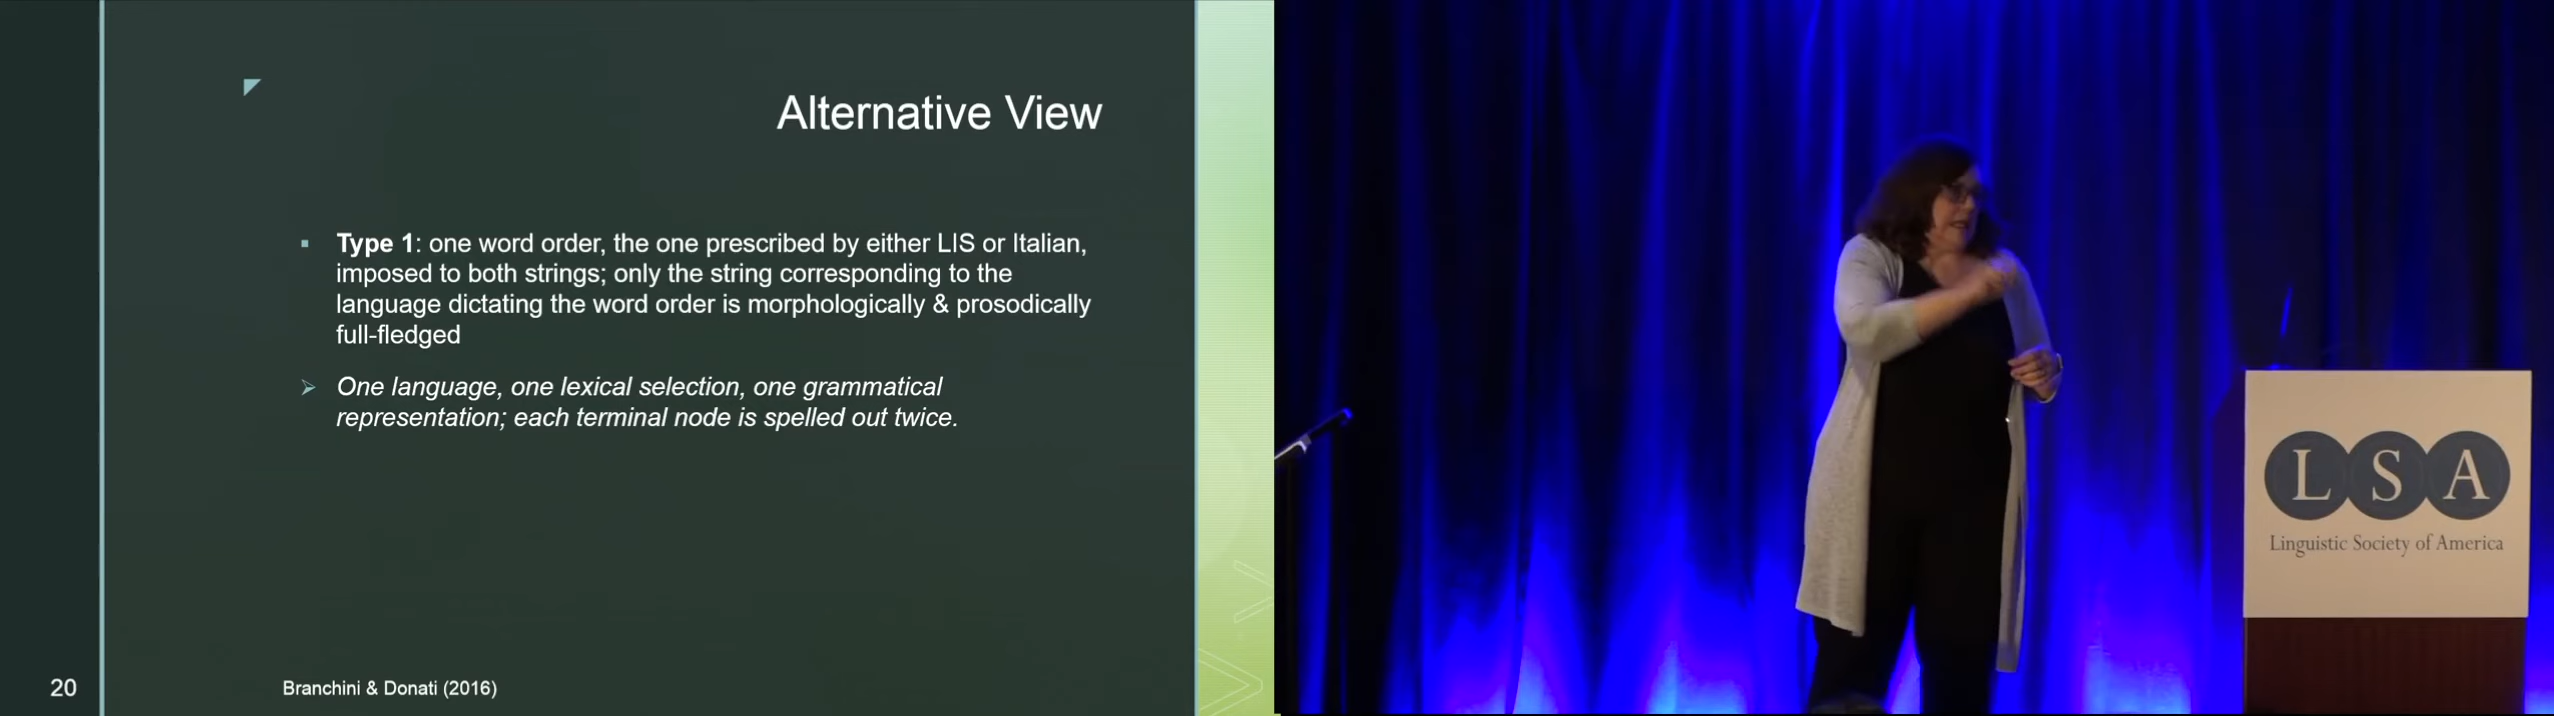 Alternative View
Type 1: one word order, the one prescribed by either LIS or Italian,
imposed to both strings; only the string corresponding to the
language dictating the word order is morphologically & prosodically
full-fledged
One language, one lexical selection, one grammatical
representation; each terminal node is spelled out twice.
20
Branchini & Donati (2016)
LSA
Linguistic Society of America